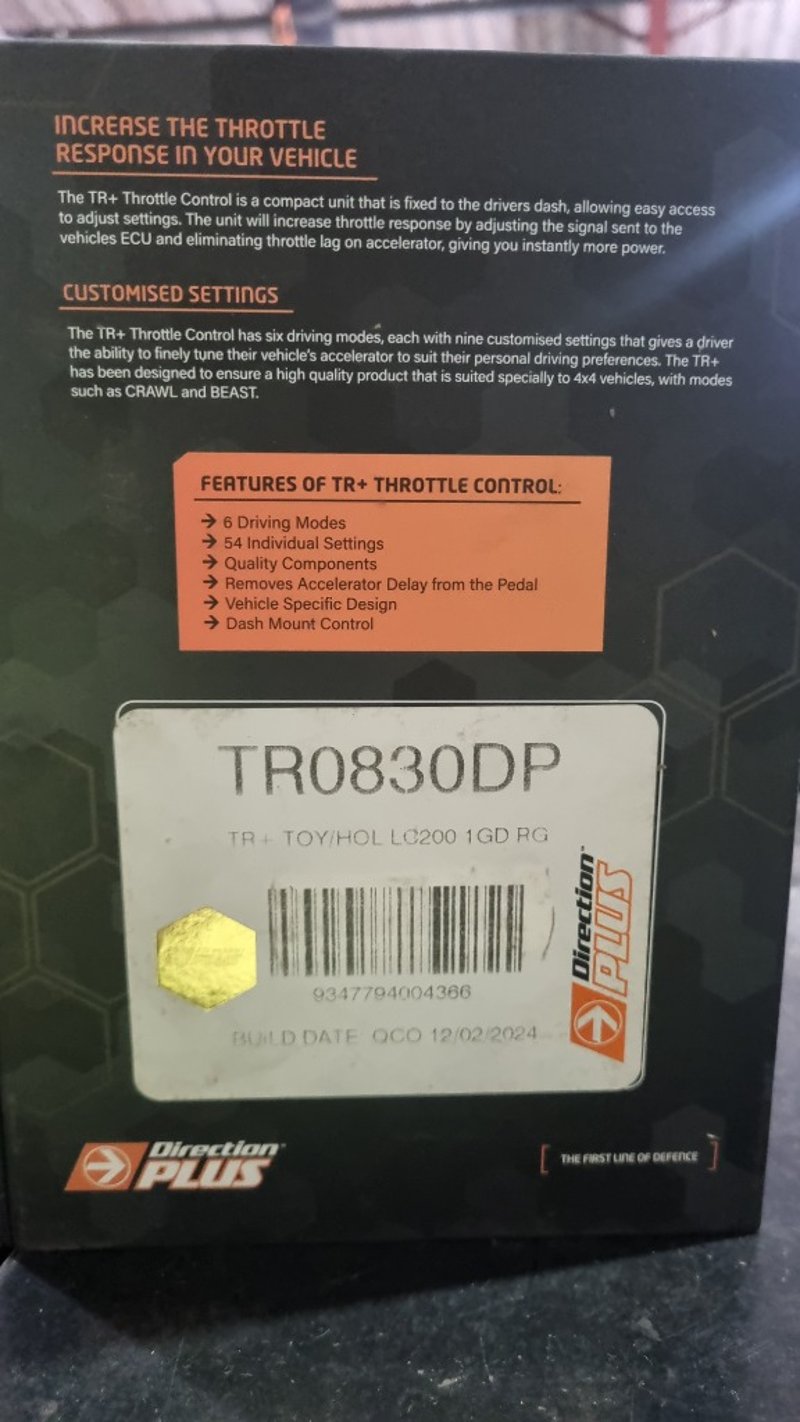 INCREASE THE THROTTLE
RESPONSE IN YOUR VEHICLE
The TR+ Throttle Control is a compact unit that is fixed to the drivers dash, allowing easy access
to adjust settings. The unit will increase throttle response by adjusting the signal sent to the
vehicles ECU and eliminating throttle lag on accelerator, giving you instantly more power.
CUSTOMISED SETTINGS
The TR+ Throttle Control has six driving modes, each with nine customised settings that gives a driver
the ability to finely tune their vehicle's accelerator to suit their personal driving preferences. The TR+
has been designed to ensure a high quality product that is suited specially to 4x4 vehicles, with modes
such as CRAWL and BEAST.
FEATURES OF TR+ THROTTLE CONTROL:
→ 6 Driving Modes
→ 54 Individual Settings
→ Quality Components
→ Removes Accelerator Delay from the Pedal
→ Vehicle Specific Design
→ Dash Mount Control
TR0830DP
TR+ TOY/HOL LC200 1GD RG
9347794004366
BUILD DATE QCO 12/02/2024
Direction™
PLUS
Direction™
PLUS
THE FIRST LINE OF DEFENCE